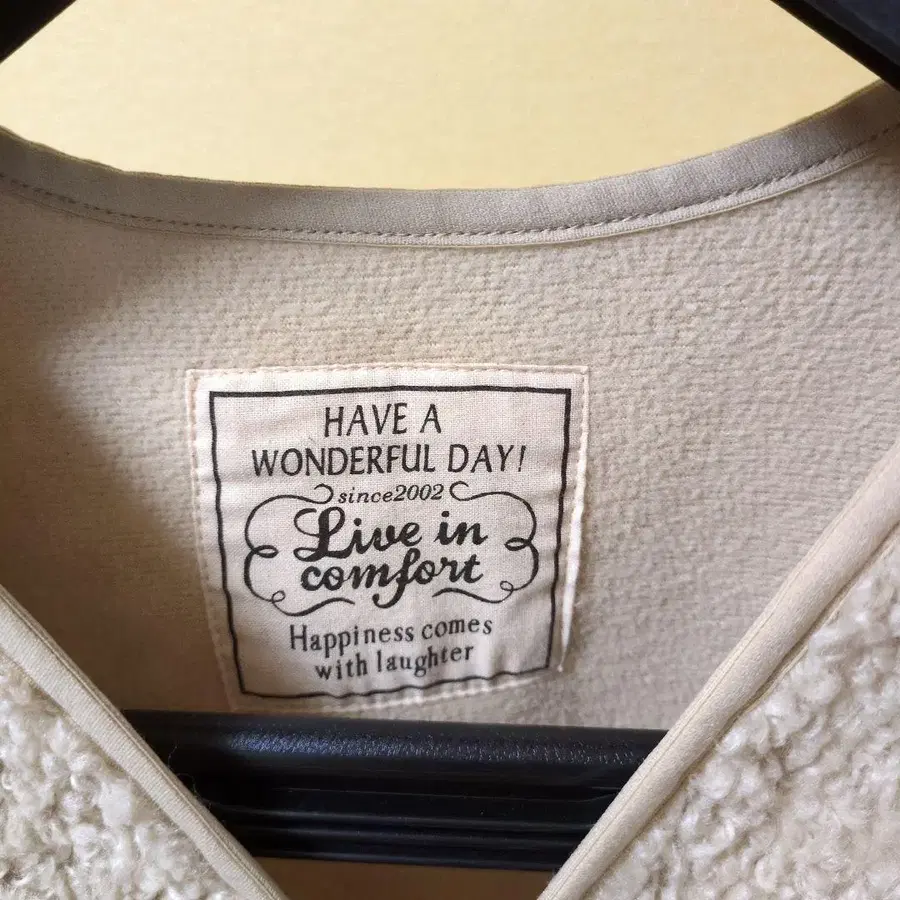 HAVE A
WONDERFUL DAY!
since2002
Live in
comfort
Happiness comes
with laughter